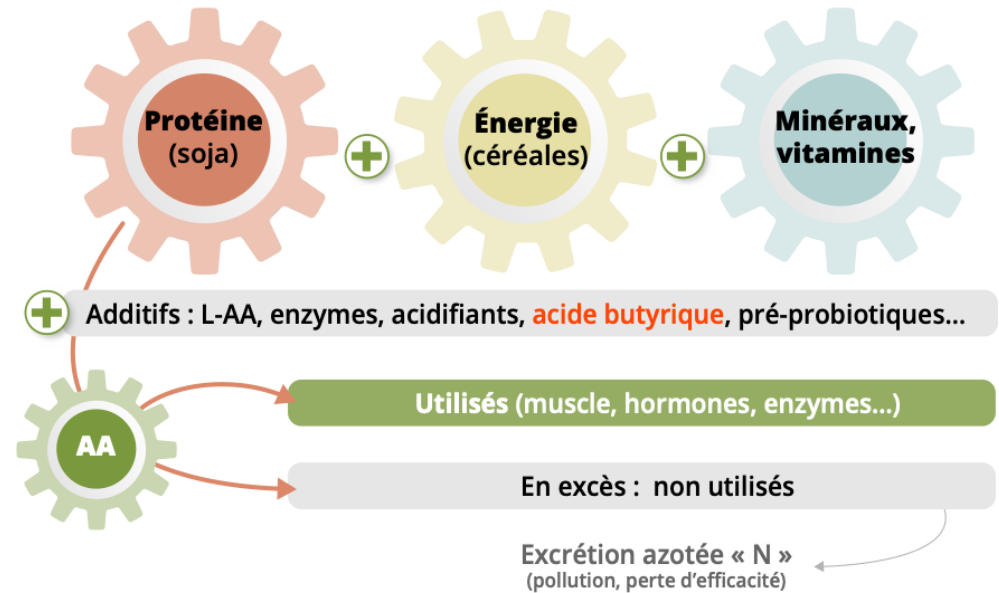 Protéine
(soja)
Énergie
(céréales)
Minéraux,
vitamines
Additifs : L-AA, enzymes, acidifiants, acide butyrique, pré-probiotiques...
AA
Utilisés (muscle, hormones, enzymes...)
En excès : non utilisés
Excrétion azotée « N »
(pollution, perte d'efficacité)